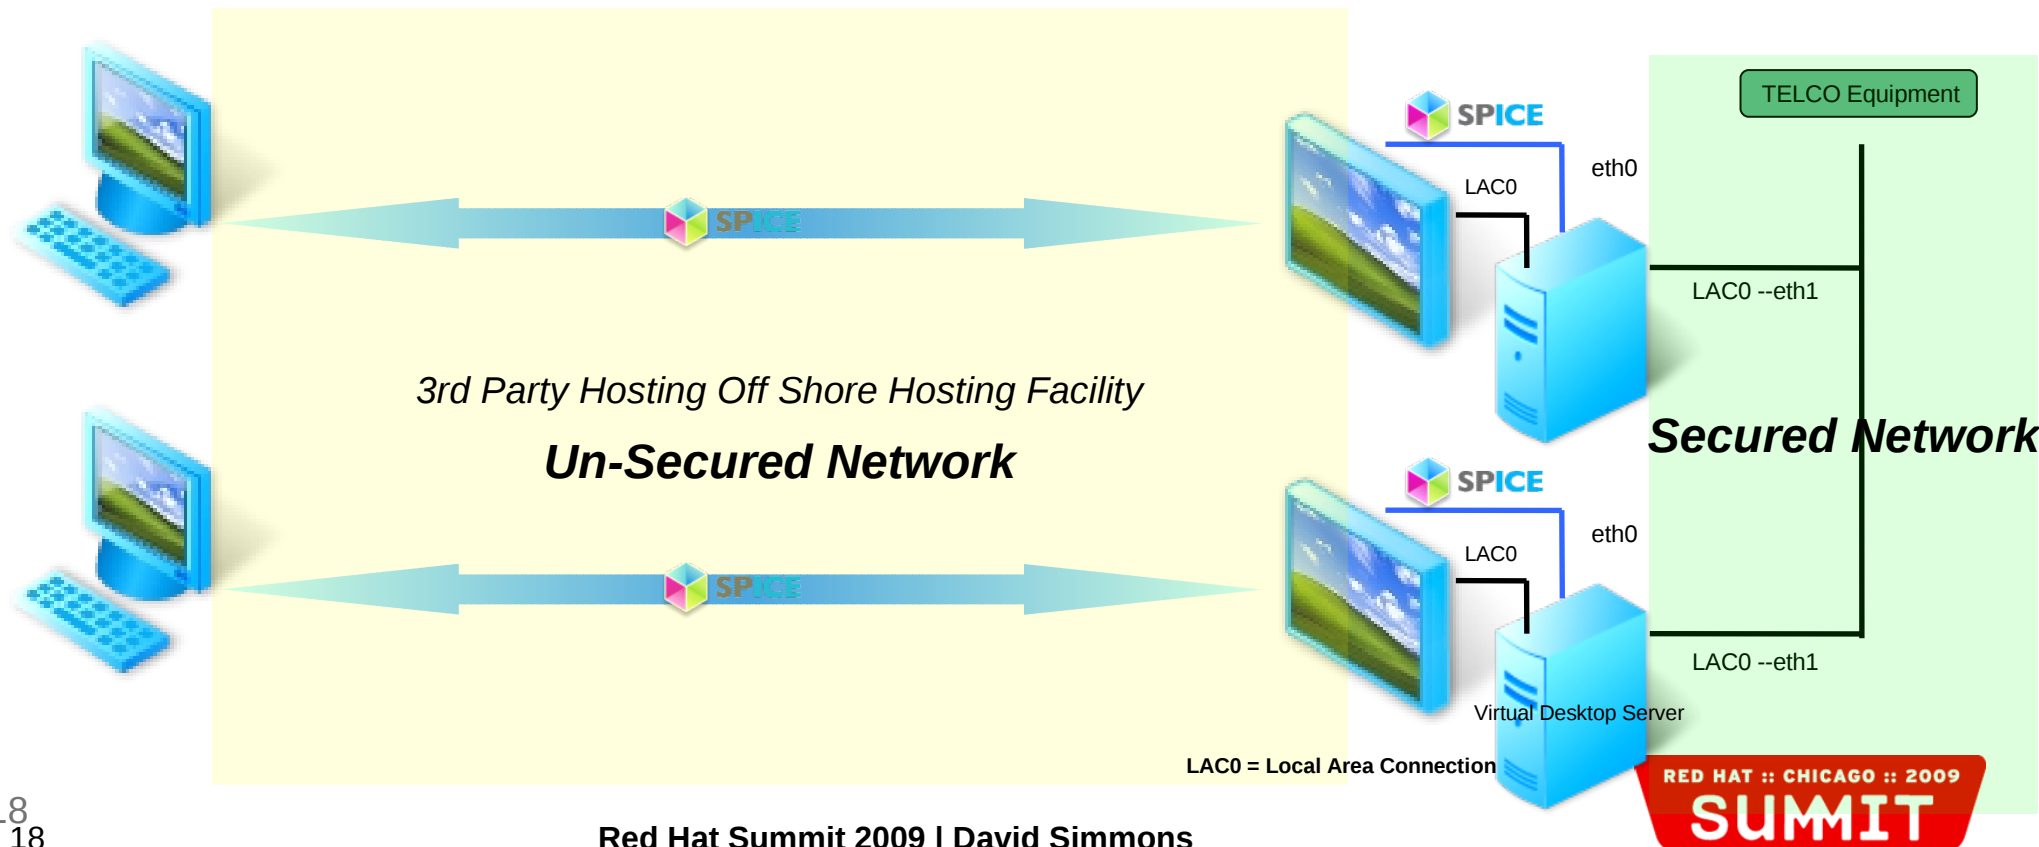 TELCO Equipment
SPICE
eth0
LAC0
SPICE
LAC0 --eth1
3rd Party Hosting Off Shore Hosting Facility
Secured Network
Un-Secured Network
SPICE
eth0
LAC0
SPICE
LAC0 --eth1
Virtual Desktop Server
LAC0 = Local Area Connection
RED HAT :: CHICAGO :: 2009
SUMMIT
18
Red Hat Summit 2009 | David Simmons